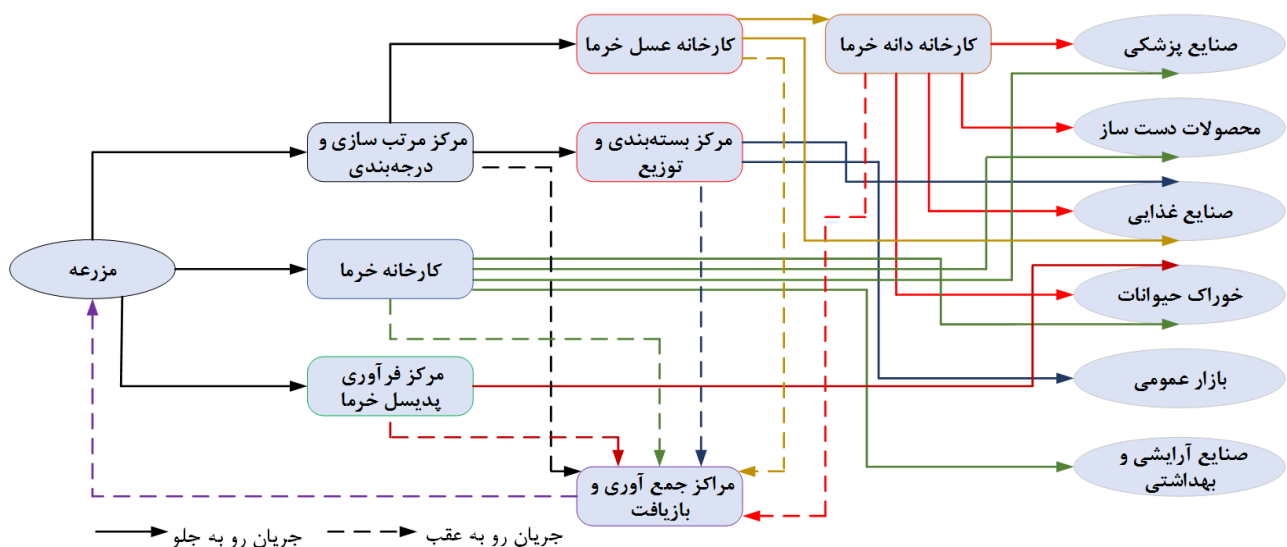 کارخانه عسل خرما
کارخانه دانه خرما
صنایع پزشکی
محصولات دست ساز
مرکز مرتب سازی و
درجه‌بندی
مرکز بسته‌بندی و
توزیع
صنایع غذایی
مزرعه
کارخانه خرما
خوراک حیوانات
مرکز فرآوری
پدیسل خرما
بازار عمومی
صنایع آرایشی و
بهداشتی
مراکز جمع آوری و
بازیافت
جریان رو به جلو
جریان رو به عقب